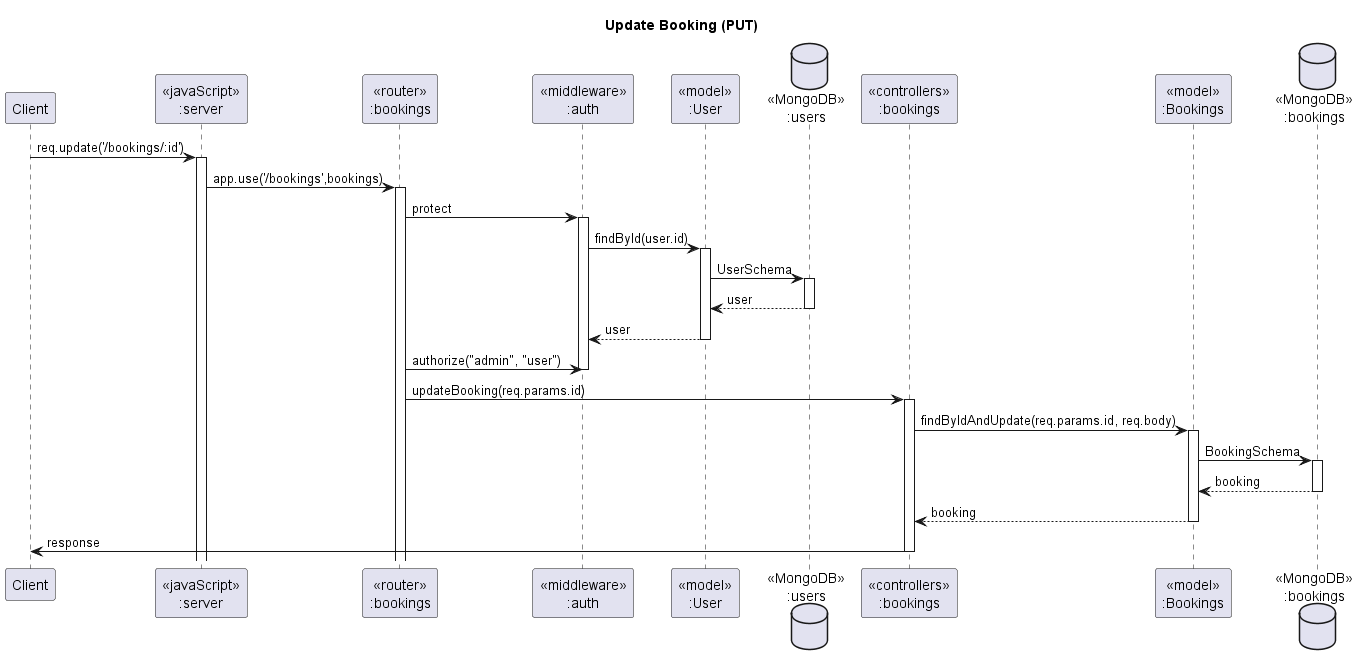 Update Booking (PUT)
Client
«javaScript»
:server
«router»
:bookings
«middleware»
:auth
«model»
:User
«MongoDB»
:users
«controllers»
:bookings
«model»
:Bookings
«MongoDB»
:bookings
req.update('/bookings/:id')
app.use('/bookings',bookings)
protect
findById(user.id)
UserSchema
user
user
authorize("admin", "user")
updateBooking(req.params.id)
findByIdAndUpdate(req.params.id, req.body)
BookingSchema
booking
booking
response
Client
«javaScript»
:server
«router»
:bookings
«middleware»
:auth
«model»
:User
«MongoDB»
:users
«controllers»
:bookings
«model»
:Bookings
«MongoDB»
:bookings